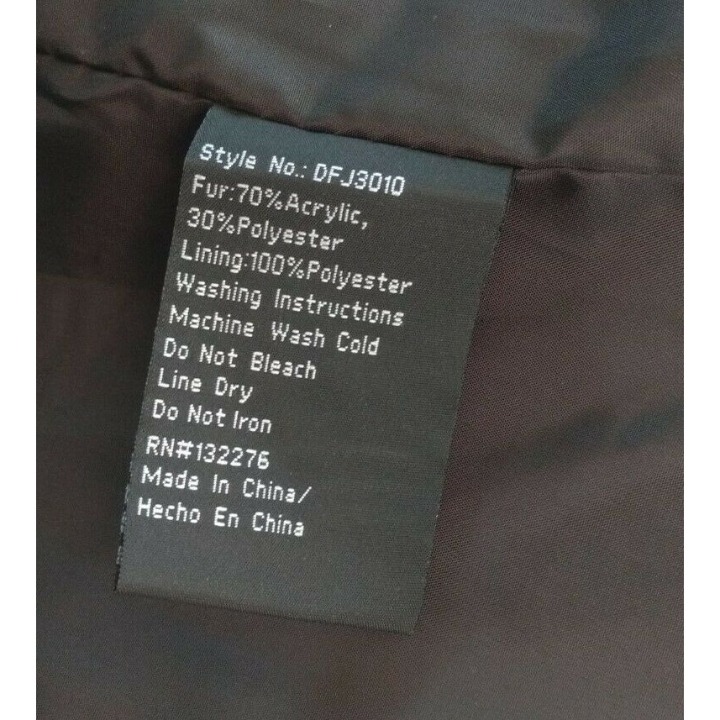 Style No.: DFJ3010
Fur:70%Acrylic,
30%Polyester
Lining:100%Polyester
Washing Instructions
Machine Wash Cold
Do Not Bleach
Line Dry
Do Not Iron
RN#132276
Made In China/
Hecho En China